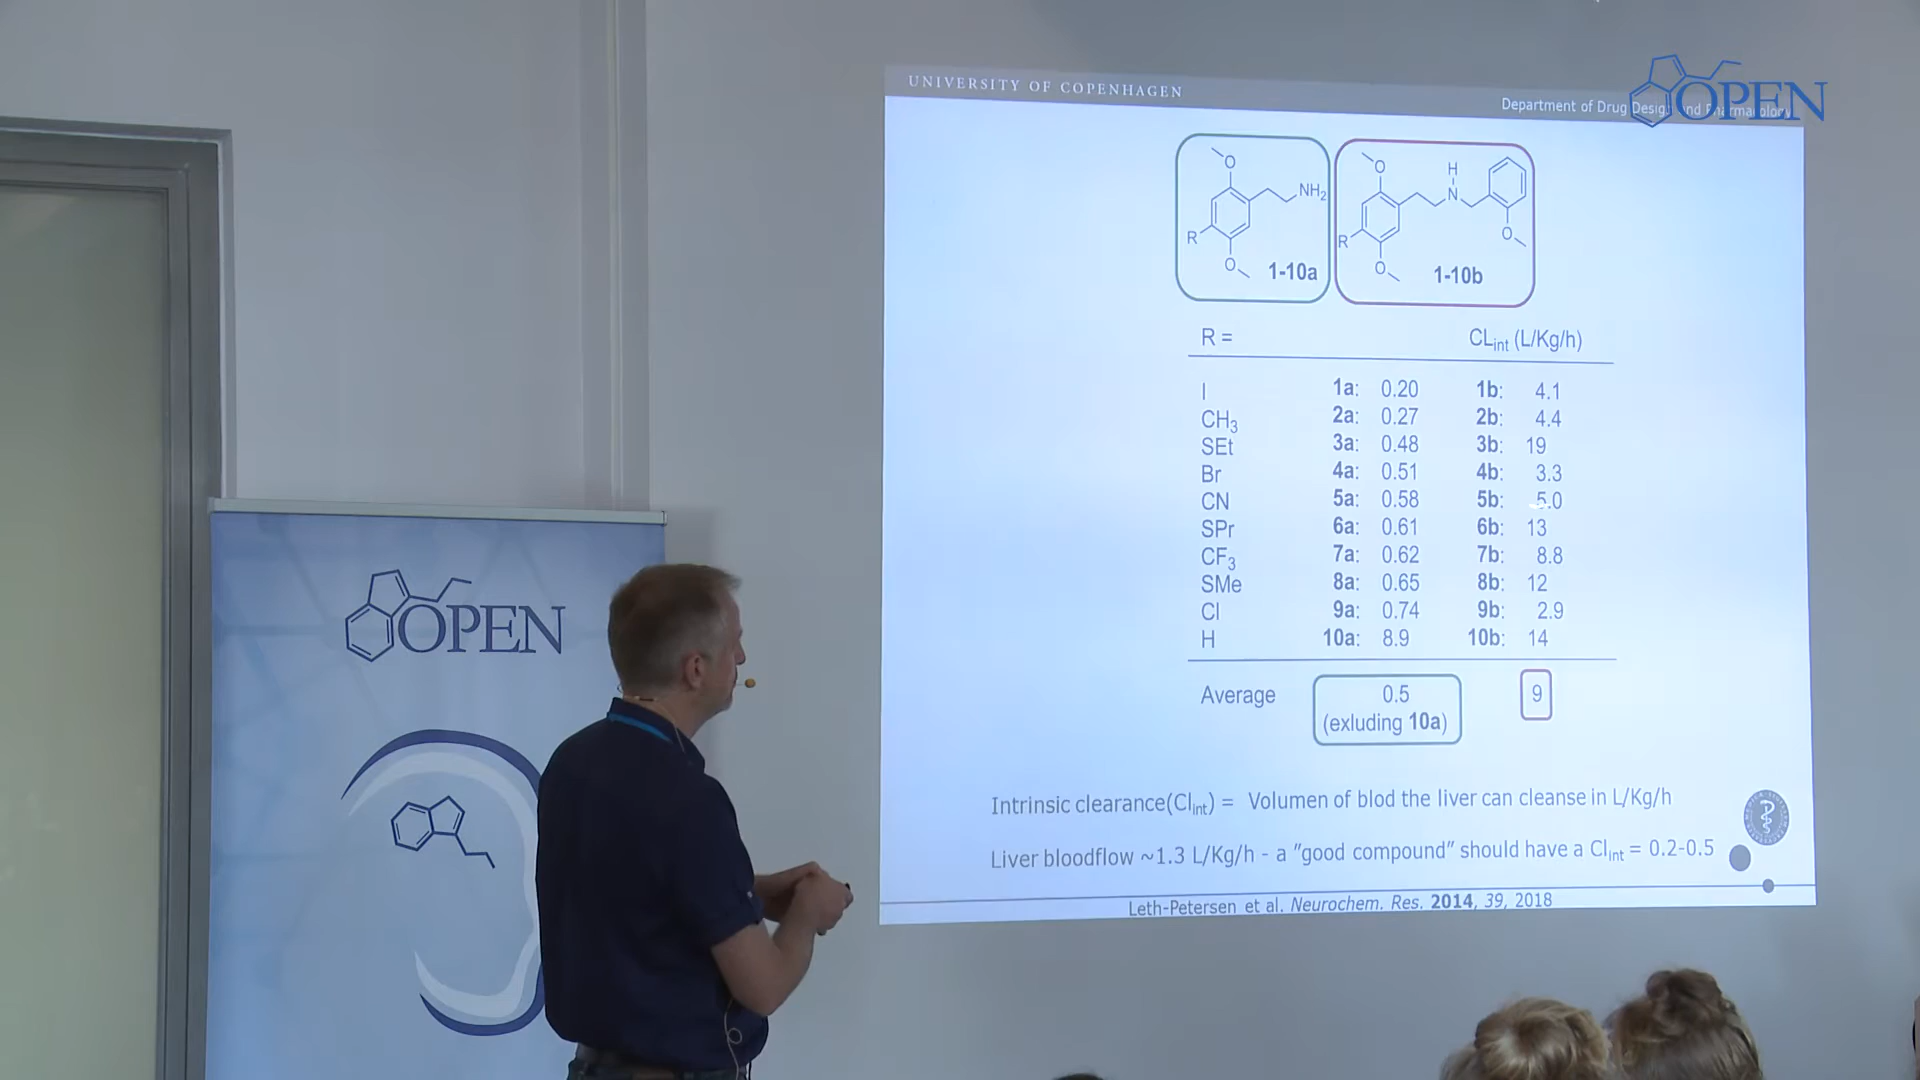 UNIVERSITY OF COPENHAGEN
Department of Drug Design and Pharmacology
OPEN
NH2
R
O
O
1-10a
H
N
R
O
O
O
1-10b
R = CLint (L/Kg/h)
I 1a: 0.20 1b: 4.1
CH3 2a: 0.27 2b: 4.4
SEt 3a: 0.48 3b: 19
Br 4a: 0.51 4b: 3.3
CN 5a: 0.58 5b: 5.0
SPr 6a: 0.61 6b: 13
CF3 7a: 0.62 7b: 8.8
SMe 8a: 0.65 8b: 12
Cl 9a: 0.74 9b: 2.9
H 10a: 8.9 10b: 14
Average 0.5 9
(exluding 10a)
Intrinsic clearance(Clint) = Volumen of blod the liver can cleanse in L/Kg/h
Liver bloodflow ~1.3 L/Kg/h - a "good compound" should have a Clint = 0.2-0.5
Leth-Petersen et al. Neurochem. Res. 2014, 39, 2018
OPEN